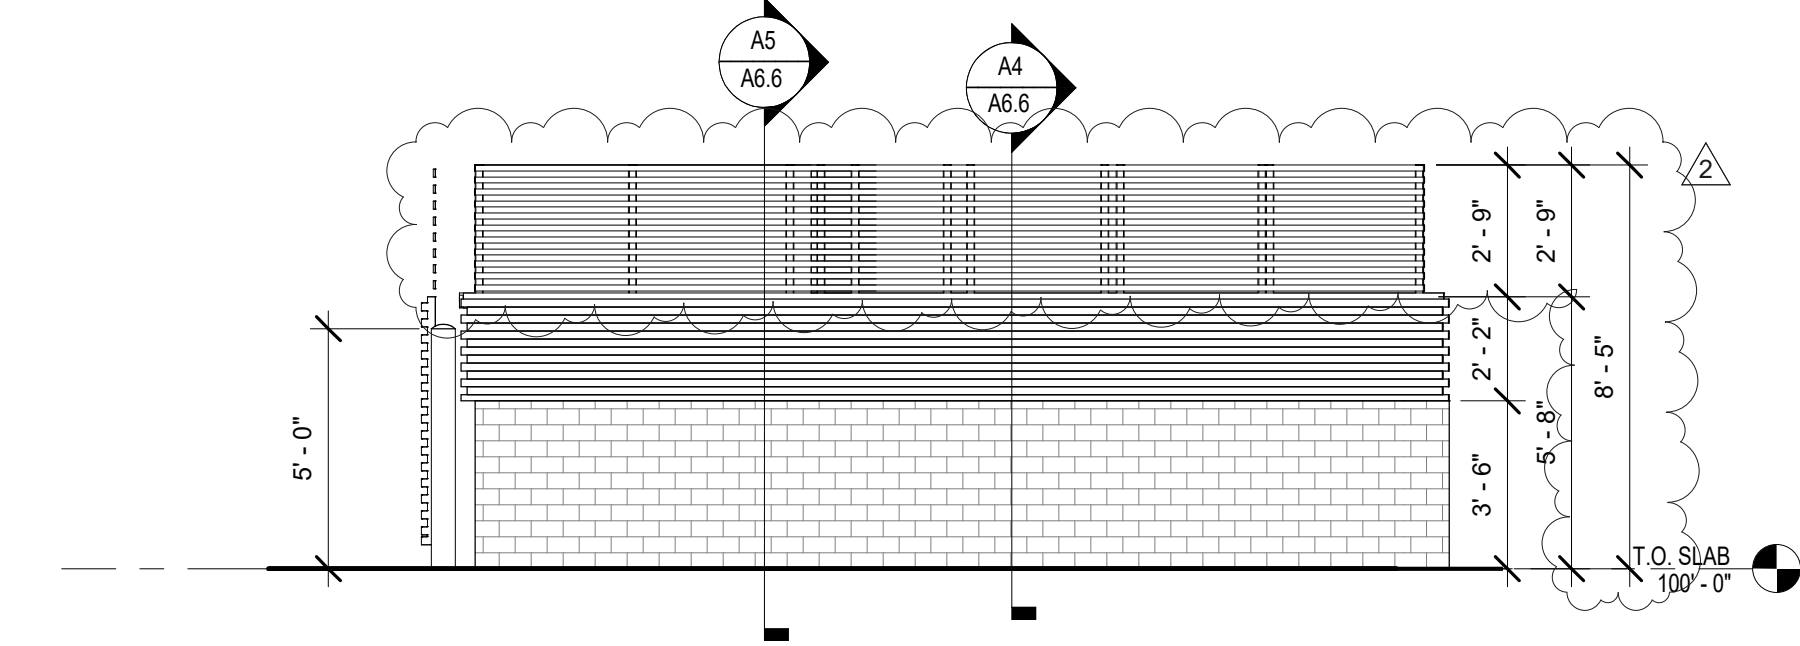 A5
A6.6
A4
A6.6
2
2' - 9"
2' - 9"
2' - 2"
8' - 5"
5' - 0"
5' - 8"
3' - 6"
T.O. SLAB
100' - 0"